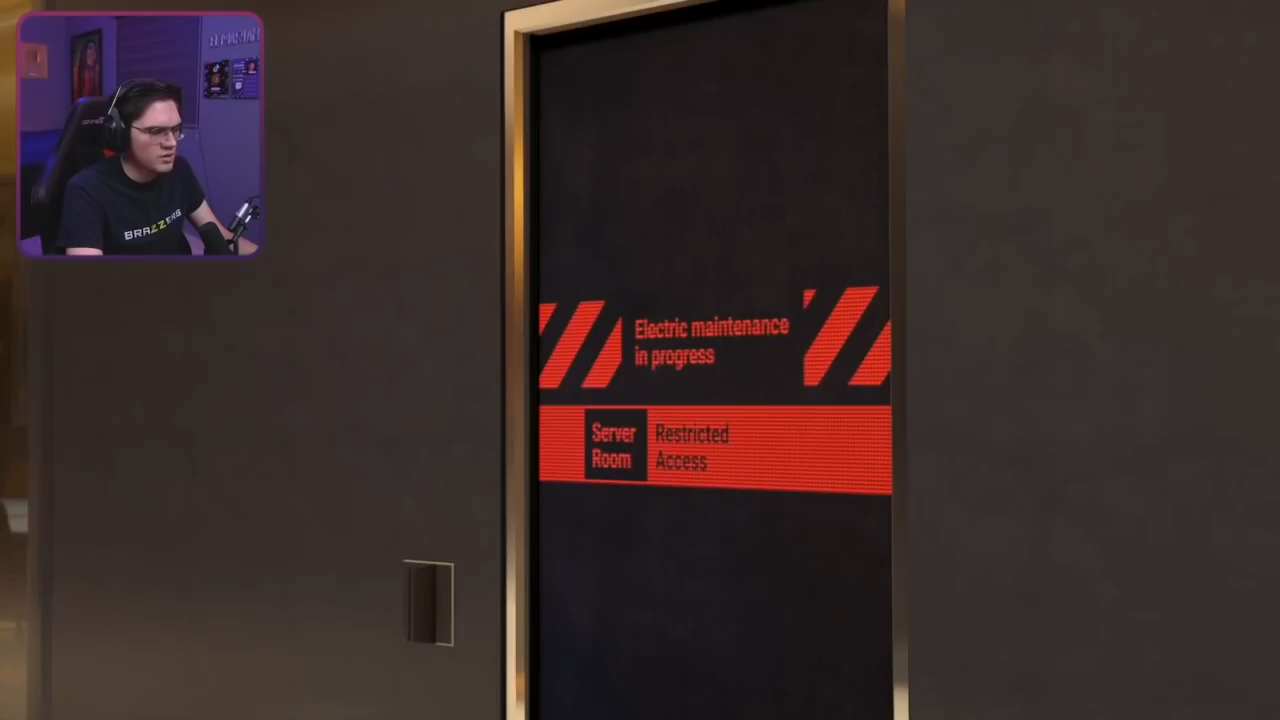 BRAZZERS
Electric maintenance
in progress
Server
Room
Restricted
Access